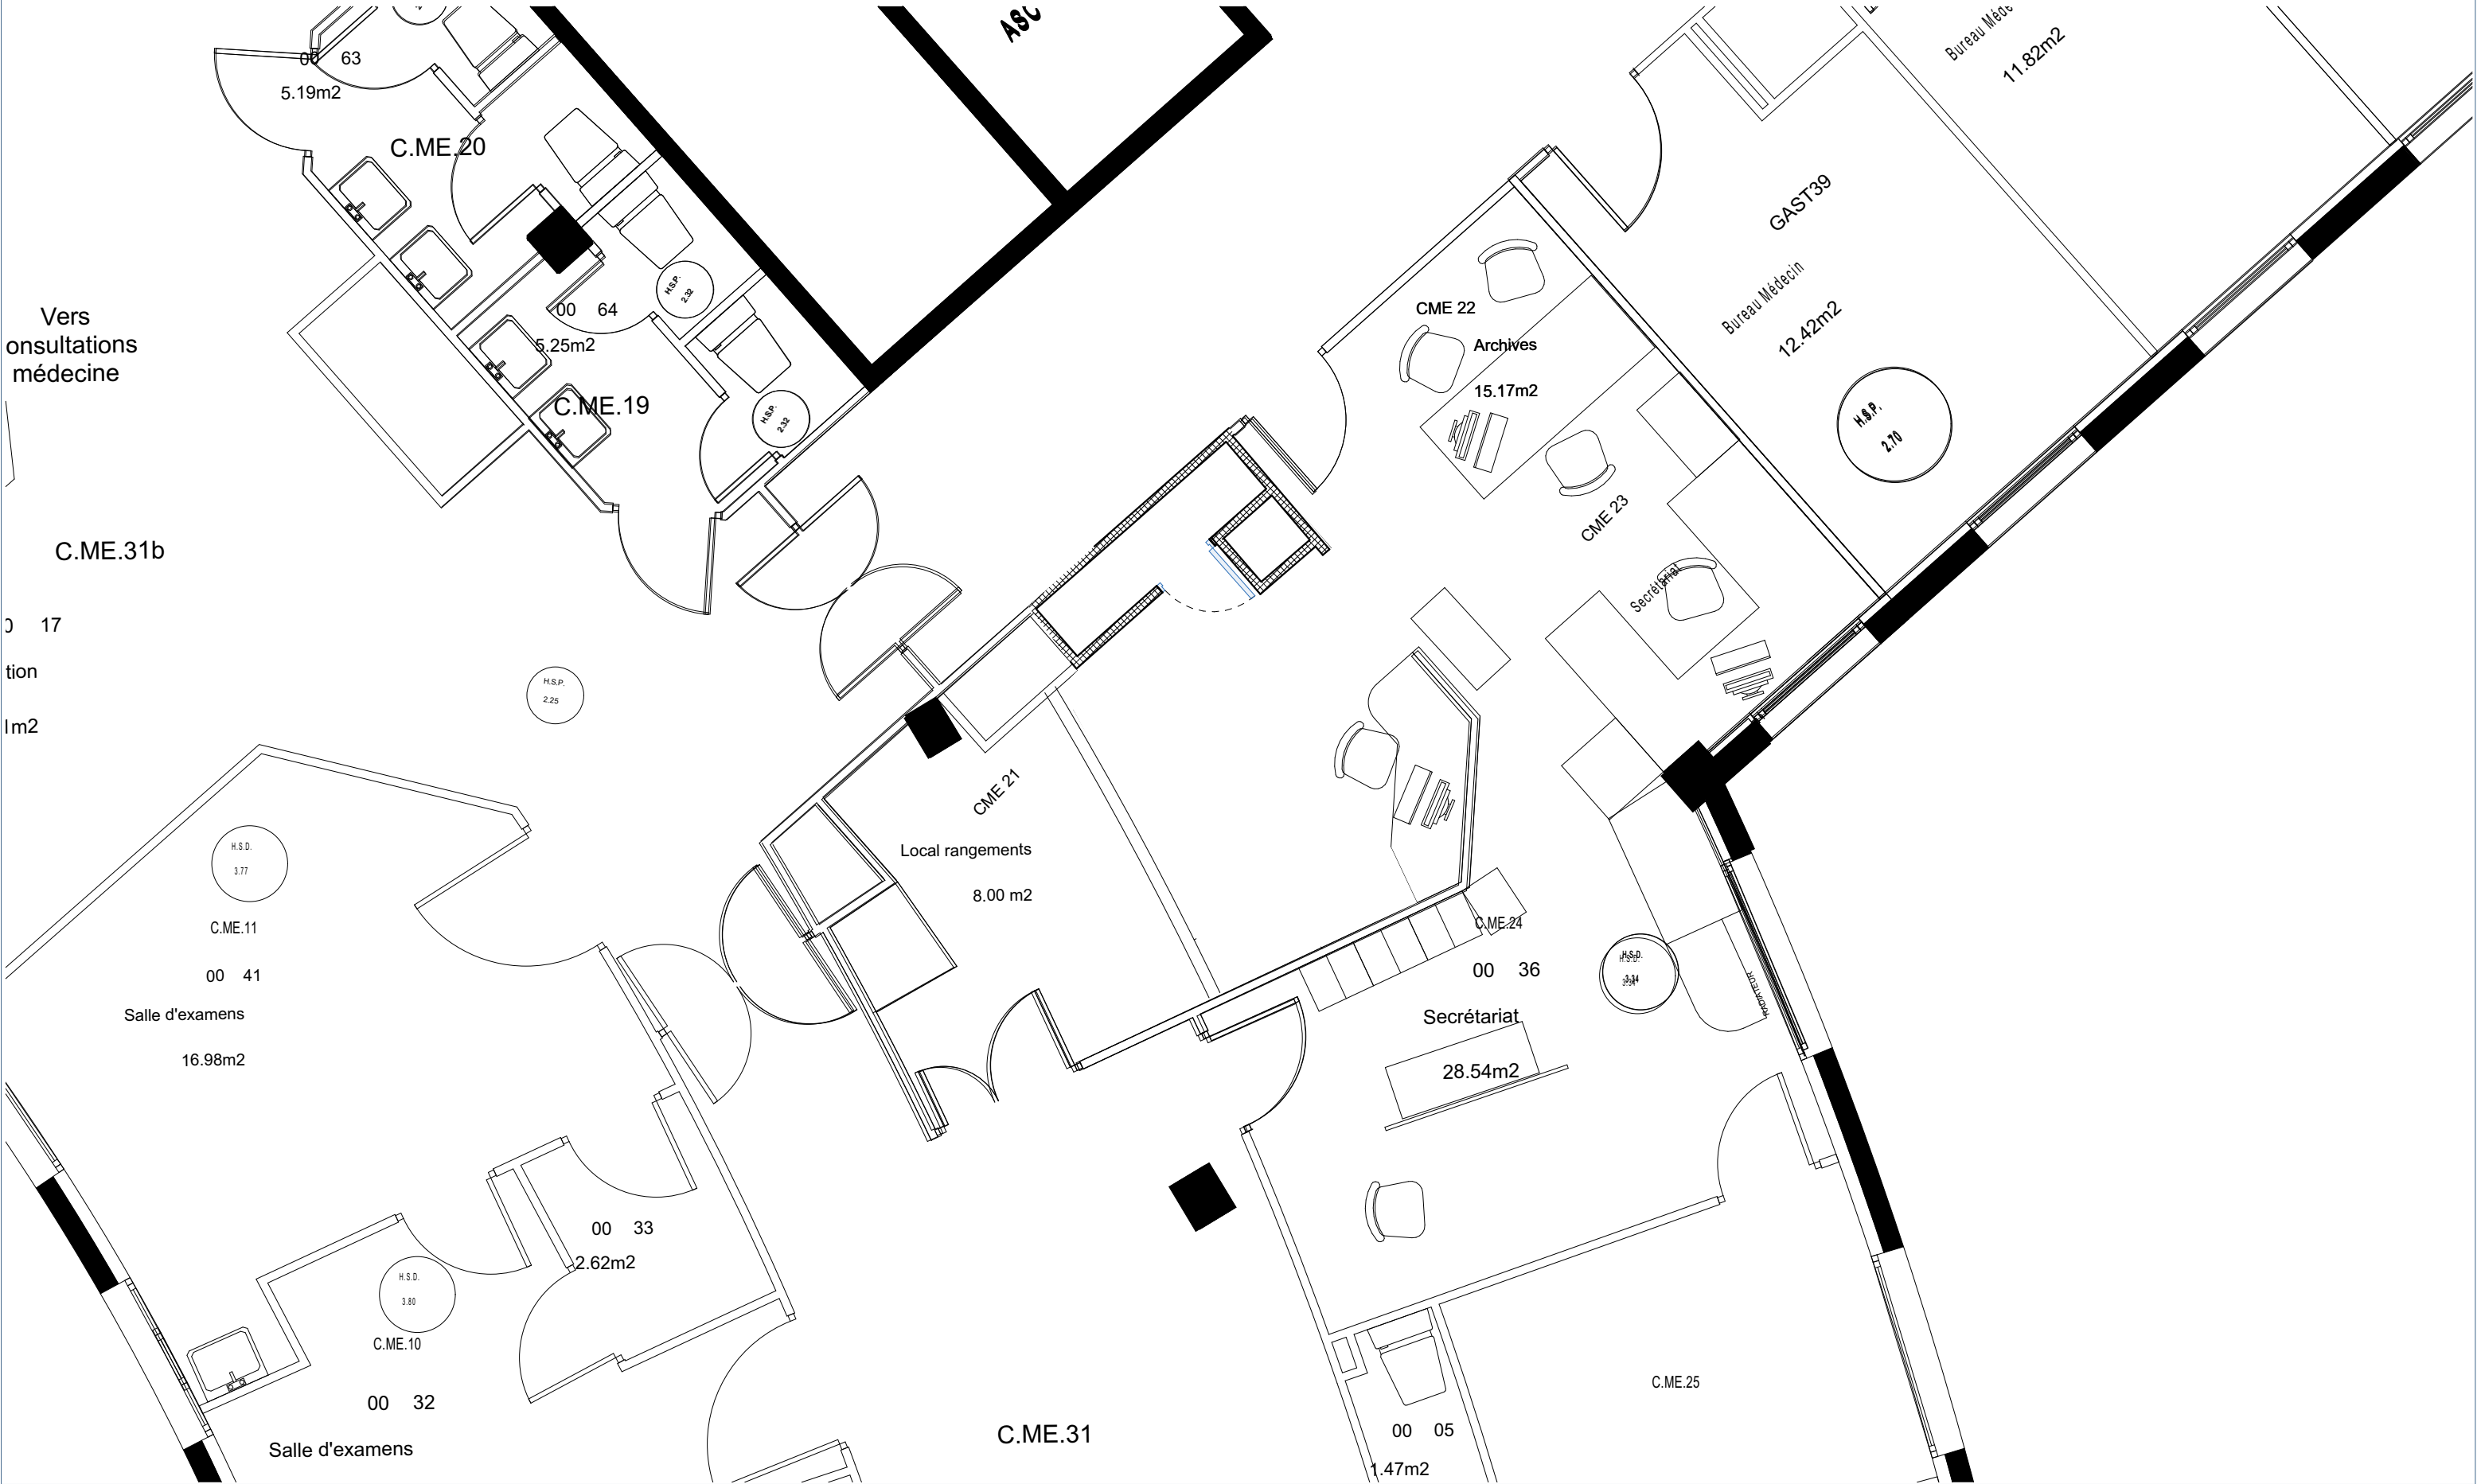 00 63
5.19m2
C.ME.20
ASC
Bureau Méde
11.82m2
GAST39
Bureau Médecin
12.42m2
H.S.P.
2.70
H.S.P.
2.32
00 64
5.25m2
C.ME.19
H.S.P.
2.32
CME 22
Archives
15.17m2
CME 23
Secrétariat
Vers
onsultations
médecine
C.ME.31b
17
tion
m2
H.S.P.
2.25
CME 21
Local rangements
8.00 m2
H.S.D.
3.77
C.ME.11
00 41
Salle d'examens
16.98m2
C.ME.24
00 36
Secrétariat
28.54m2
H.S.D.
3.34
RADIATEUR
00 33
2.62m2
H.S.D.
3.80
C.ME.10
00 32
Salle d'examens
C.ME.31
C.ME.25
00 05
1.47m2